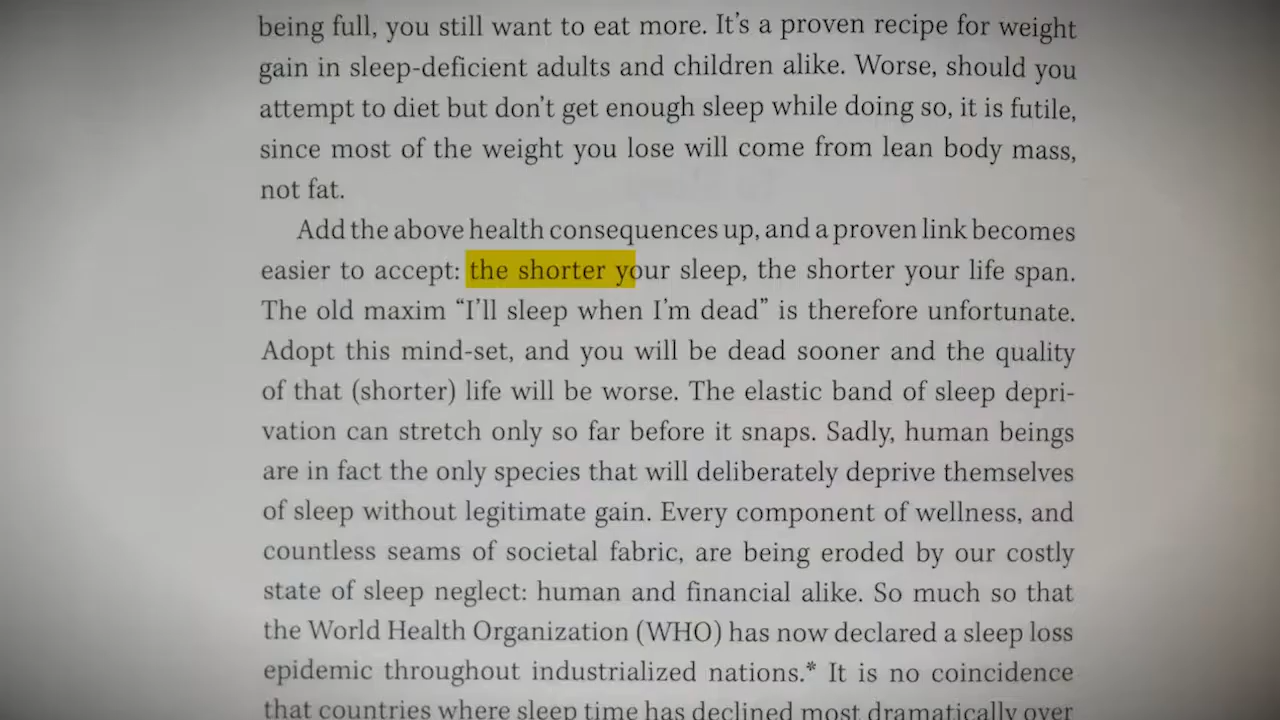 being full, you still want to eat more. It’s a proven recipe for weight
gain in sleep-deficient adults and children alike. Worse, should you
attempt to diet but don’t get enough sleep while doing so, it is futile,
since most of the weight you lose will come from lean body mass,
not fat.
Add the above health consequences up, and a proven link becomes
easier to accept: the shorter your sleep, the shorter your life span.
The old maxim “I’ll sleep when I’m dead” is therefore unfortunate.
Adopt this mind-set, and you will be dead sooner and the quality
of that (shorter) life will be worse. The elastic band of sleep depri-
vation can stretch only so far before it snaps. Sadly, human beings
are in fact the only species that will deliberately deprive themselves
of sleep without legitimate gain. Every component of wellness, and
countless seams of societal fabric, are being eroded by our costly
state of sleep neglect: human and financial alike. So much so that
the World Health Organization (WHO) has now declared a sleep loss
epidemic throughout industrialized nations.* It is no coincidence
that countries where sleep time has declined most dramatically over